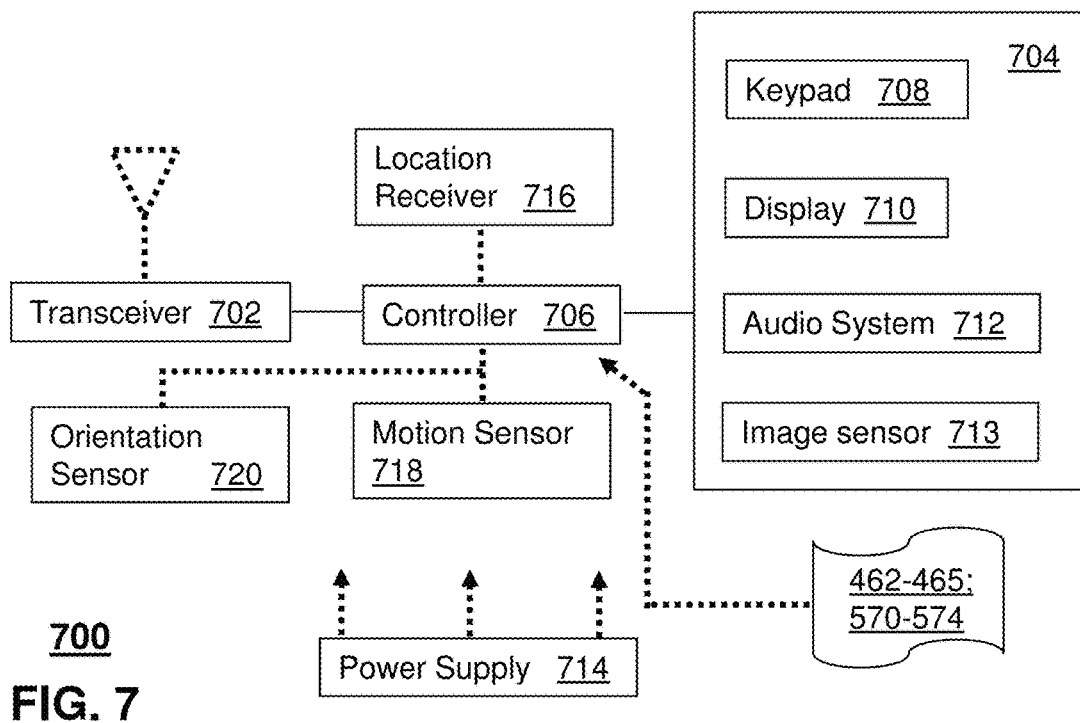 704
Keypad 708
Location
Receiver 716
Display 710
Transceiver 702
Controller 706
Audio System 712
Orientation
Sensor 720
Motion Sensor
718
Image sensor 713
462-465;
570-574
700
Power Supply 714
FIG. 7